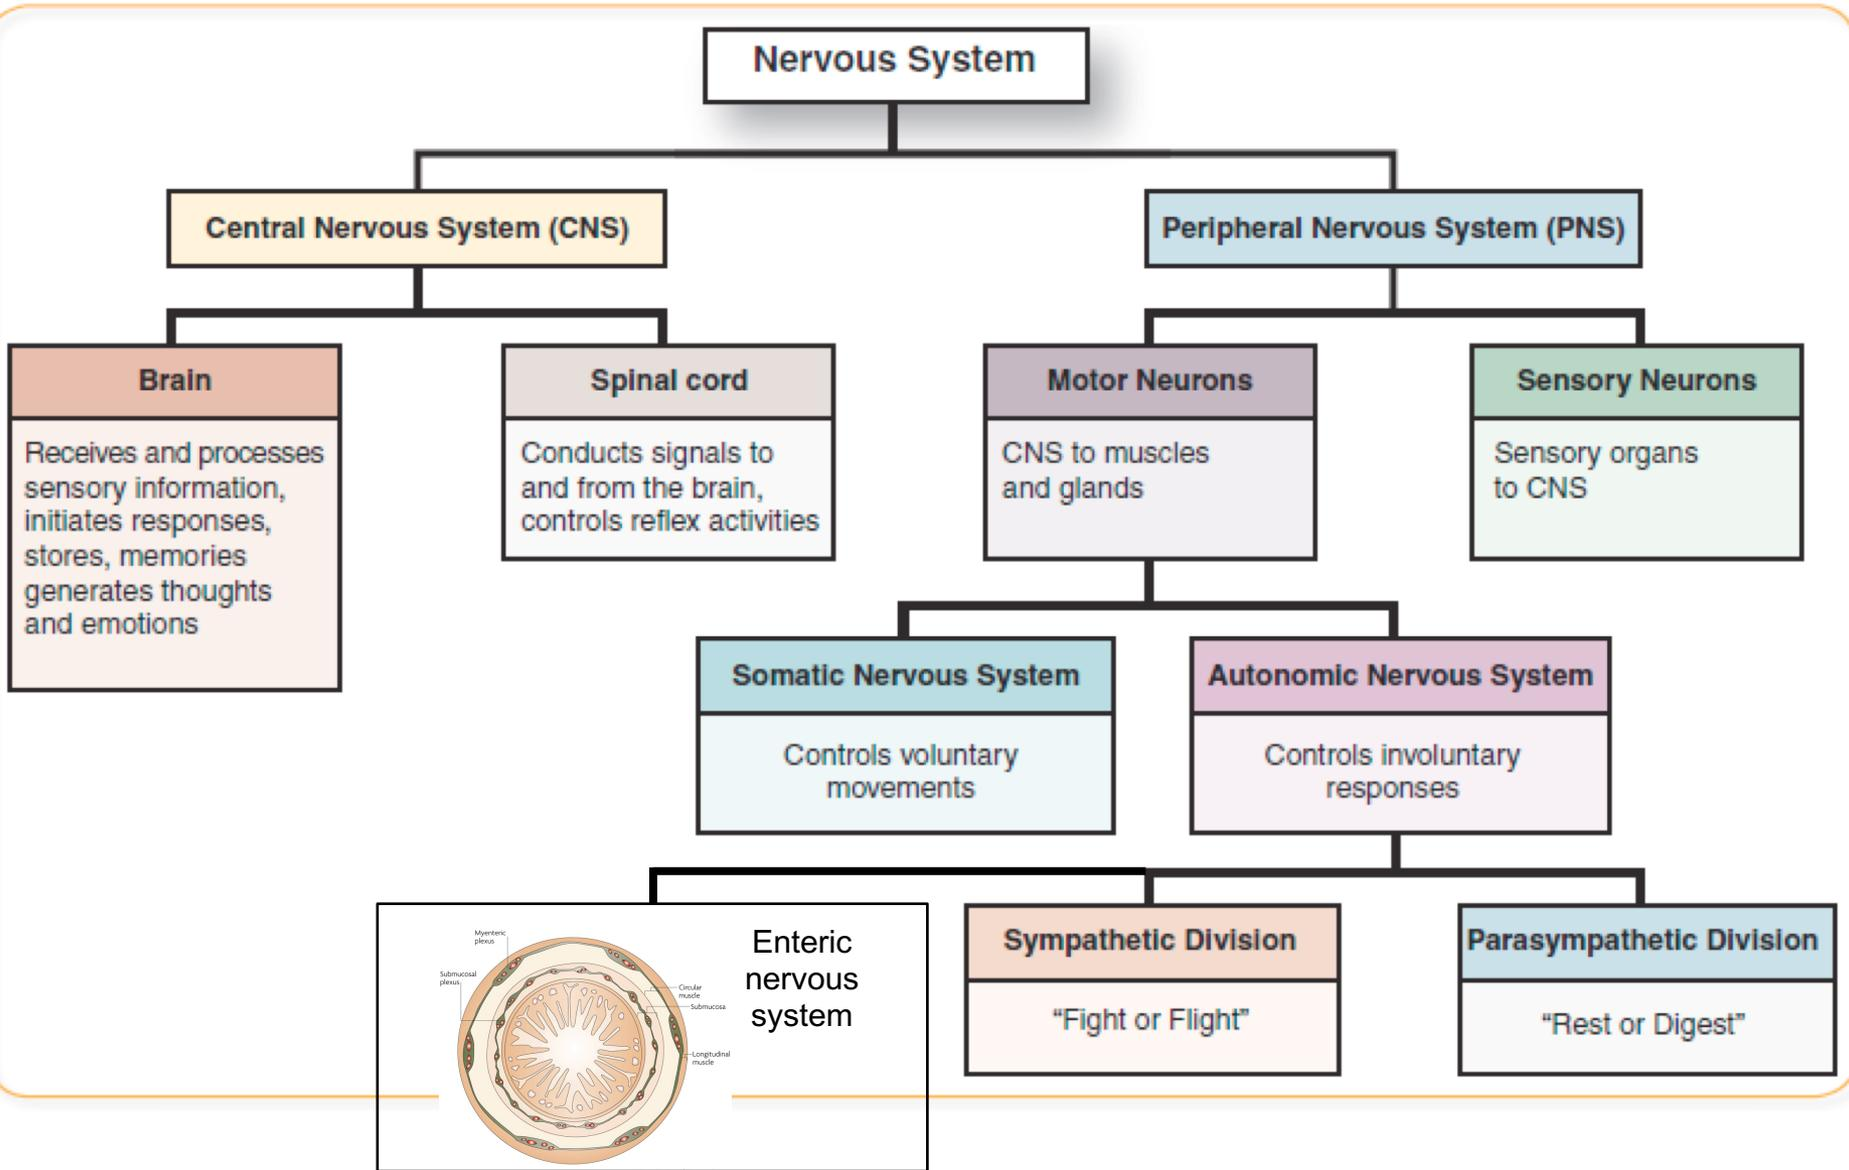 Nervous System
Central Nervous System (CNS)
Peripheral Nervous System (PNS)
Brain
Receives and processes
sensory information,
initiates responses,
stores, memories
generates thoughts
and emotions
Spinal cord
Conducts signals to
and from the brain,
controls reflex activities
Motor Neurons
CNS to muscles
and glands
Sensory Neurons
Sensory organs
to CNS
Somatic Nervous System
Controls voluntary
movements
Autonomic Nervous System
Controls involuntary
responses
Myenteric
plexus
Submucosal
plexus
Circular
muscle
Submucosa
Longitudinal
muscle
Enteric
nervous
system
Sympathetic Division
“Fight or Flight”
Parasympathetic Division
“Rest or Digest”